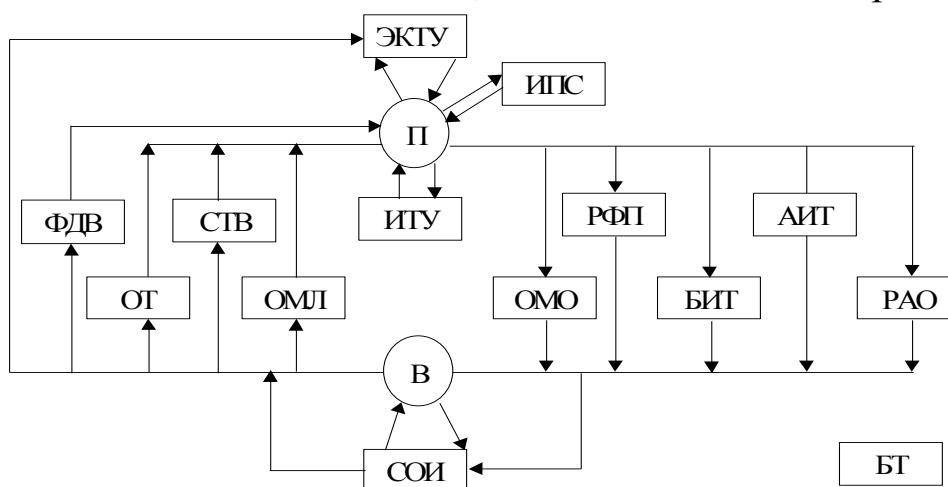 ЭКТУ
ИПС
П
ФДВ
СТВ
ИТУ
РФП
АИТ
ОТ
ОМЛ
ОМО
БИТ
РАО
В
СОИ
БТ